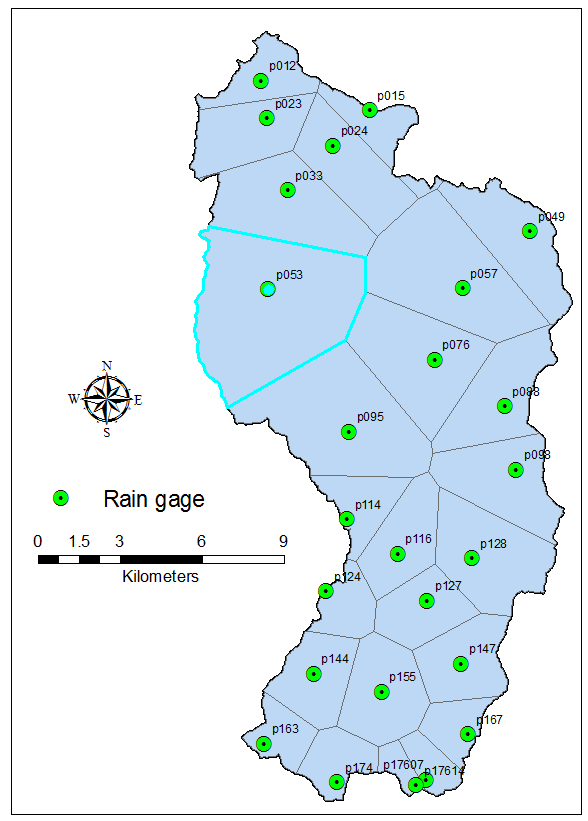 p012
p015
p023
p024
p033
p049
p053
p057
p076
N
W E
S
p088
p095
p098
Rain gage
p114
0 1.5 3 6 9
p116
p128
Kilometers
p124
p127
p147
p144
p155
p163
p167
p174
p17607
p17614